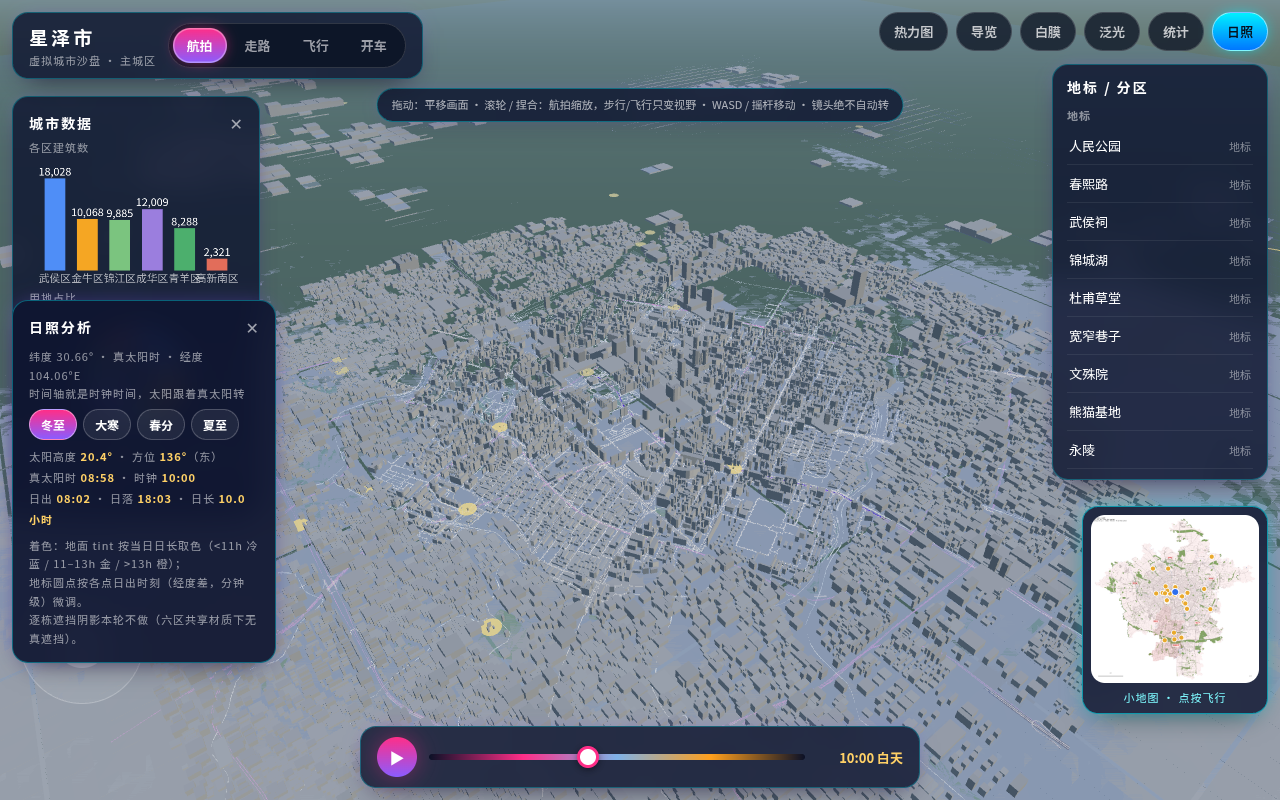 星泽市
虚拟城市沙盘 · 主城区
航拍
走路
飞行
开车
热力图
导览
白膜
泛光
统计
日照
拖动: 平移画面 · 滚轮 / 捏合: 航拍缩放，步行/飞行只变视野 · WASD / 摇杆移动 · 镜头绝不自动转
城市数据
×
各区建筑数
18,028
10,068
9,885
12,009
8,288
2,321
武侯区
金牛区
锦江区
成华区
青羊区
高新南区
用地占比
日照分析
×
纬度 30.66° · 真太阳时 · 经度
104.06°E
时间轴就是时钟时间，太阳跟着真太阳转
冬至
大寒
春分
夏至
太阳高度 20.4° · 方位 136°（东）
真太阳时 08:58 · 时钟 10:00
日出 08:02 · 日落 18:03 · 日长 10.0
小时
着色: 地面 tint 按当日日长取色（<11h 冷
蓝 / 11–13h 金 / >13h 橙）;
地标圆点按各点日出时刻（经度差，分钟
级）微调。
逐栋遮挡阴影本轮不做（六区共享材质下无
真遮挡）。
地标 / 分区
地标
人民公园 地标
春熙路 地标
武侯祠 地标
锦城湖 地标
杜甫草堂 地标
宽窄巷子 地标
文殊院 地标
熊猫基地 地标
永陵 地标
小地图 · 点按飞行
10:00 白天